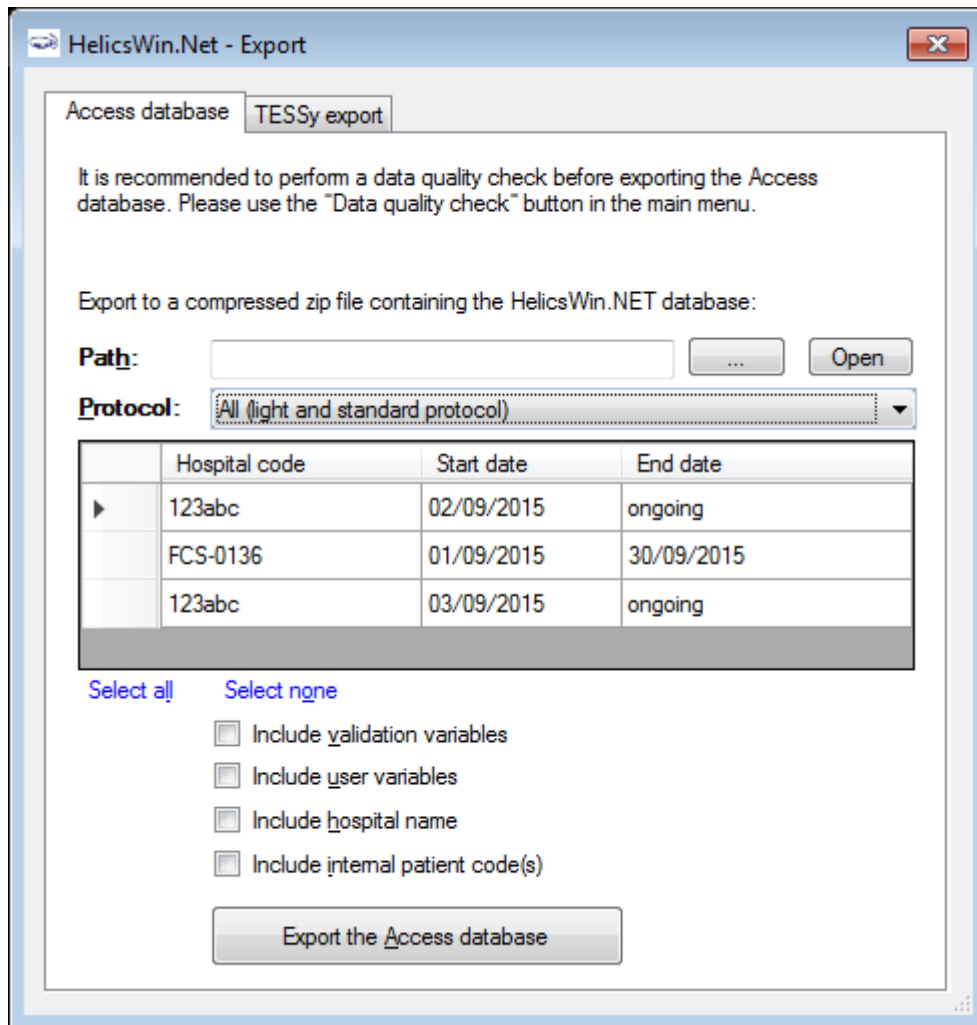 HelicsWin.Net - Export
Access database TESSy export
It is recommended to perform a data quality check before exporting the Access
database. Please use the "Data quality check" button in the main menu.
Export to a compressed zip file containing the HelicsWin.NET database:
Path: ... Open
Protocol: All (light and standard protocol)
Hospital code Start date End date
123abc 02/09/2015 ongoing
FCS-0136 01/09/2015 30/09/2015
123abc 03/09/2015 ongoing
Select all Select none
Include validation variables
Include user variables
Include hospital name
Include internal patient code(s)
Export the Access database